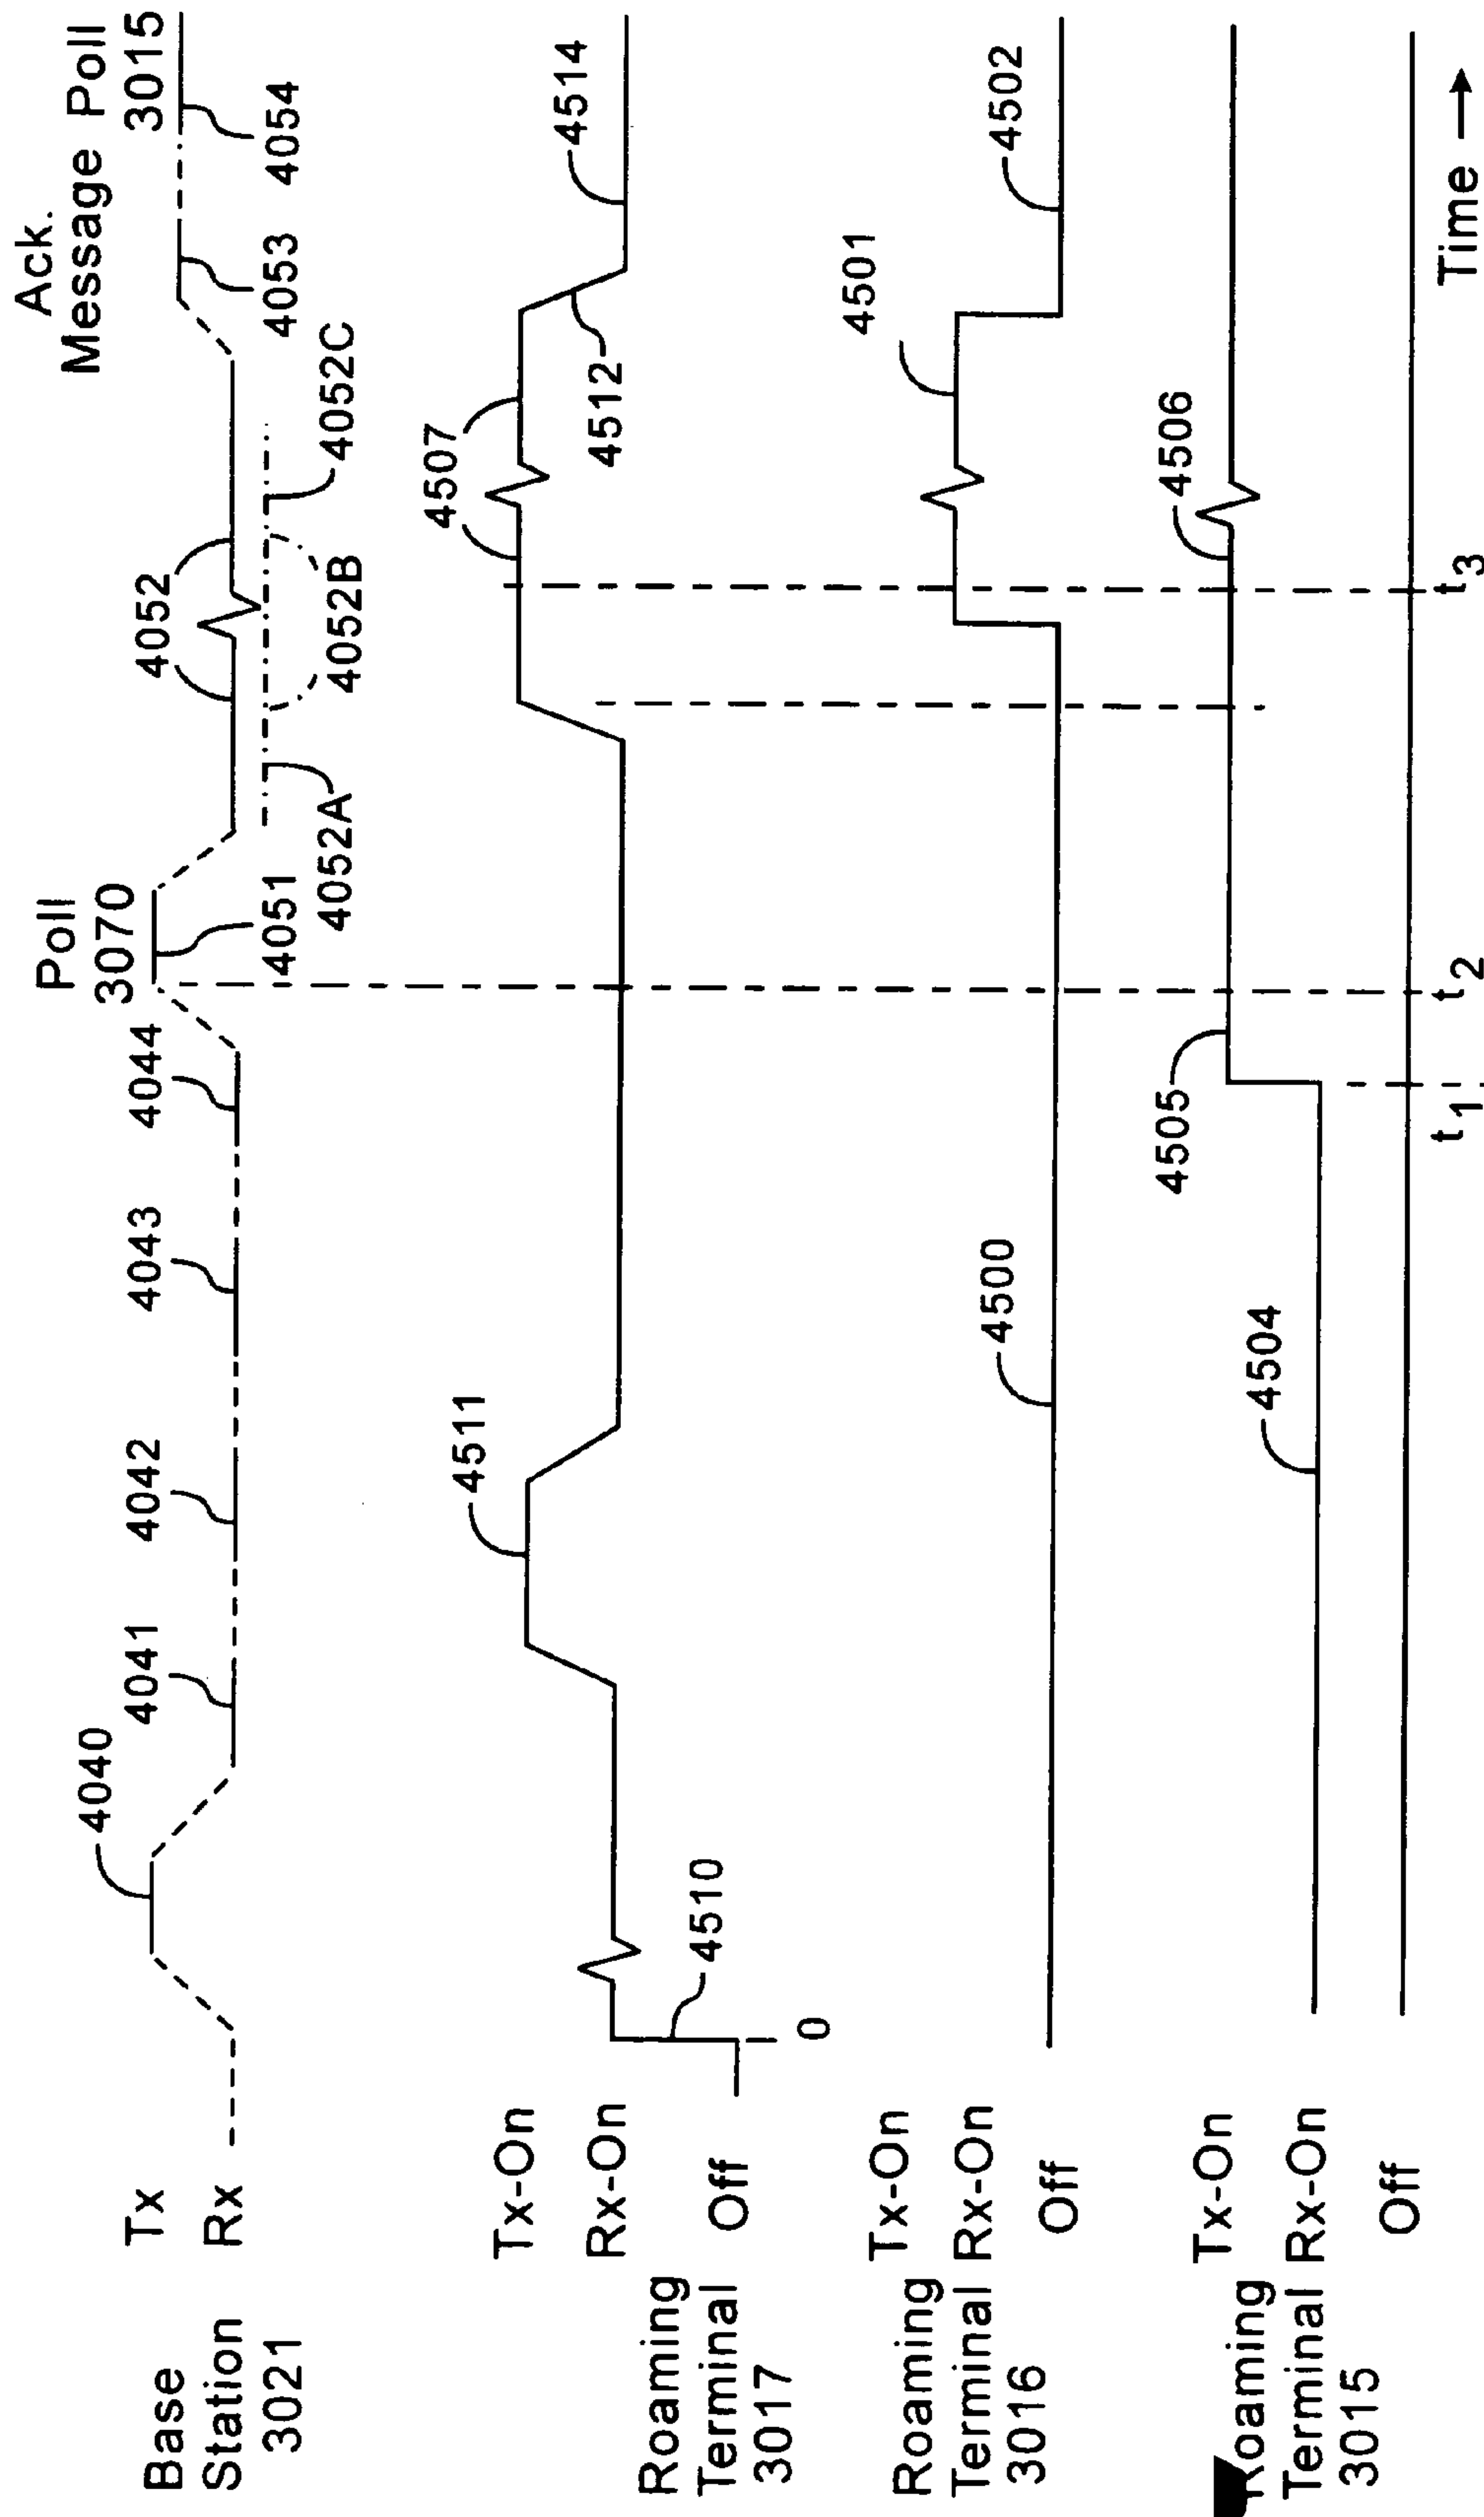 Ack.
Message Poll
3015
Poll
3070
4040
4041
4042
4043
4044
4051
4052
4052A
4052B
4052C
4053
4054
Tx
Rx
Base
Station
3021
Tx-On
Rx-On
Off
Roaming
Terminal
3017
0
4510
4511
4507
4512
4514
Tx-On
Rx-On
Off
Roaming
Terminal
3016
4500
4501
4502
Tx-On
Rx-On
Off
Roaming
Terminal
3015
4504
4505
4506
t1
t2
t3
Time